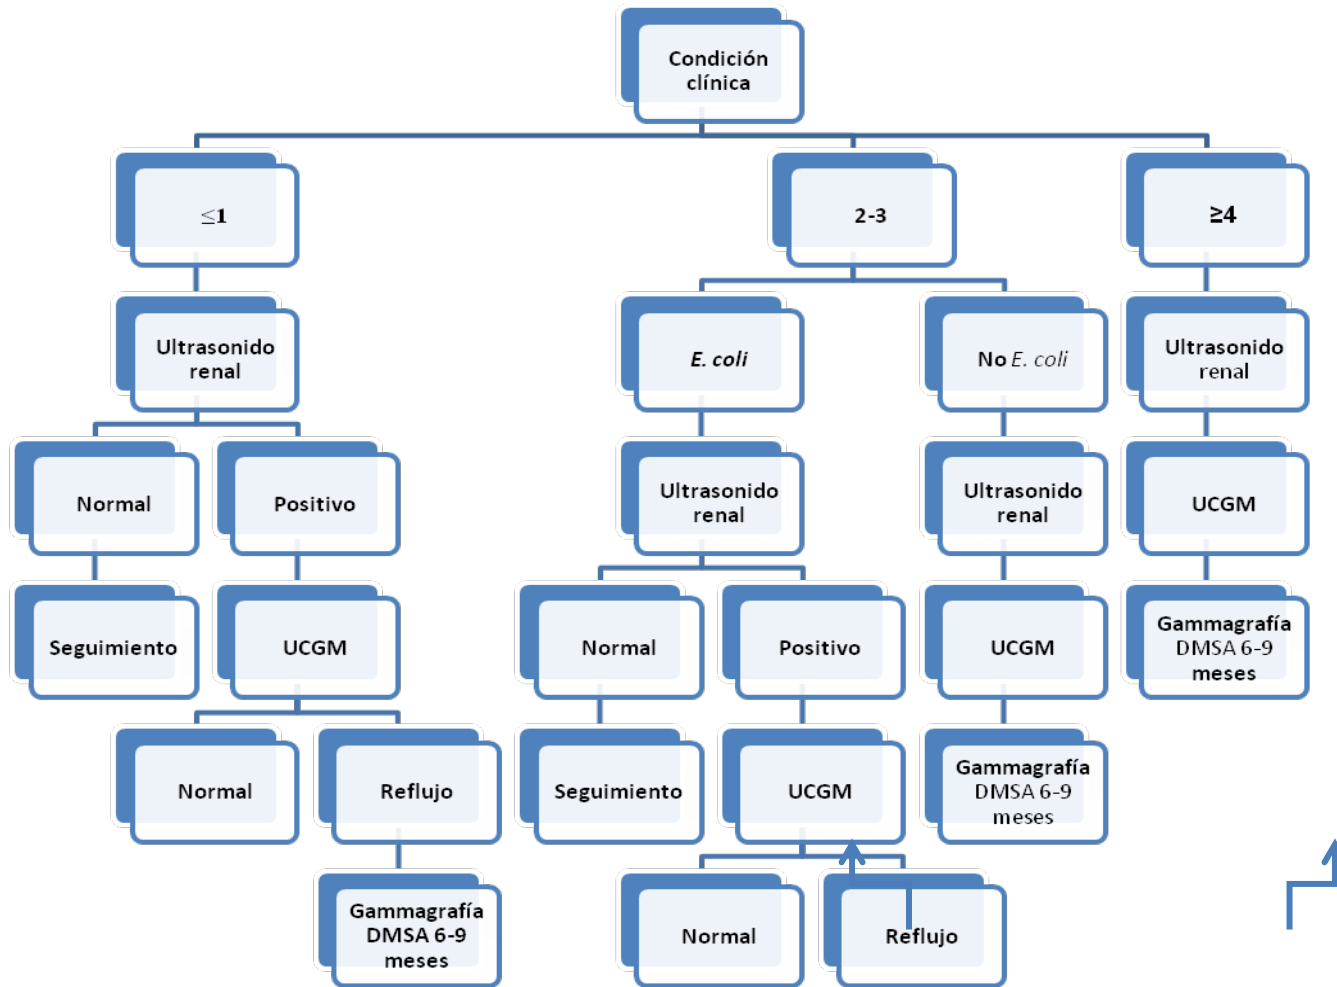 Condición
clínica
≤1
2-3
≥4
Ultrasonido
renal
E. coli
No E. coli
Ultrasonido
renal
Normal
Positivo
Ultrasonido
renal
Ultrasonido
renal
UCGM
Seguimiento
UCGM
Normal
Positivo
UCGM
Gammagrafía
DMSA 6-9
meses
Normal
Reflujo
Seguimiento
UCGM
Gammagrafía
DMSA 6-9
meses
Gammagrafía
DMSA 6-9
meses
Normal
Reflujo